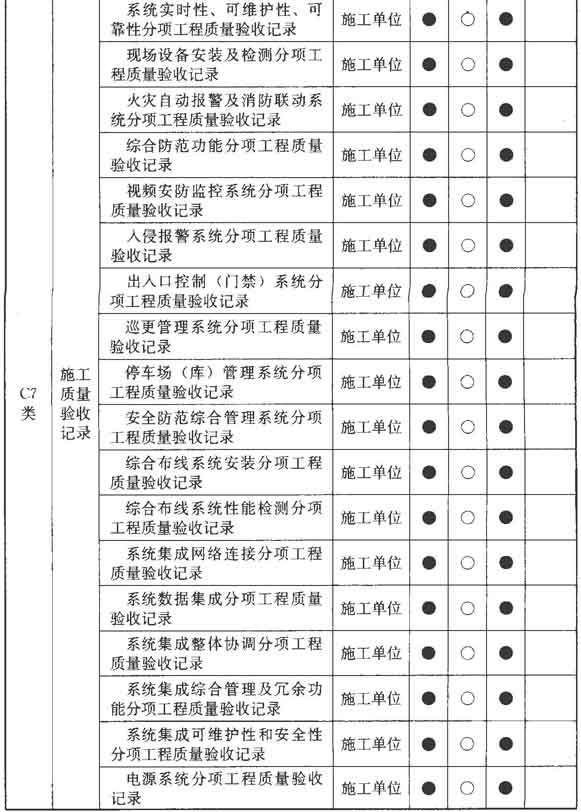 系统实时性、可维护性、可
靠性分项工程质量验收记录
施工单位 ● ○ ●
现场设备安装及检测分项工
程质量验收记录
施工单位 ● ○ ●
火灾自动报警及消防联动系
统分项工程质量验收记录
施工单位 ● ○ ●
综合防范功能分项工程质量
验收记录
施工单位 ● ○ ●
视频安防监控系统分项工程
质量验收记录
施工单位 ● ○ ●
入侵报警系统分项工程质量
验收记录
施工单位 ● ○ ●
出入口控制（门禁）系统分
项工程质量验收记录
施工单位 ● ○ ●
巡更管理系统分项工程质量
验收记录
施工单位 ● ○ ●
C7
类
施工
质量
验收
记录
停车场（库）管理系统分项
工程质量验收记录
施工单位 ● ○ ●
安全防范综合管理系统分项
工程质量验收记录
施工单位 ● ○ ●
综合布线系统安装分项工程
质量验收记录
施工单位 ● ○ ●
综合布线系统性能检测分项
工程质量验收记录
施工单位 ● ○ ●
系统集成网络连接分项工程
质量验收记录
施工单位 ● ○ ●
系统数据集成分项工程质量
验收记录
施工单位 ● ○ ●
系统集成整体协调分项工程
质量验收记录
施工单位 ● ○ ●
系统集成综合管理及冗余功
能分项工程质量验收记录
施工单位 ● ○ ●
系统集成可维护性和安全性
分项工程质量验收记录
施工单位 ● ○ ●
电源系统分项工程质量验收
记录
施工单位 ● ○ ●